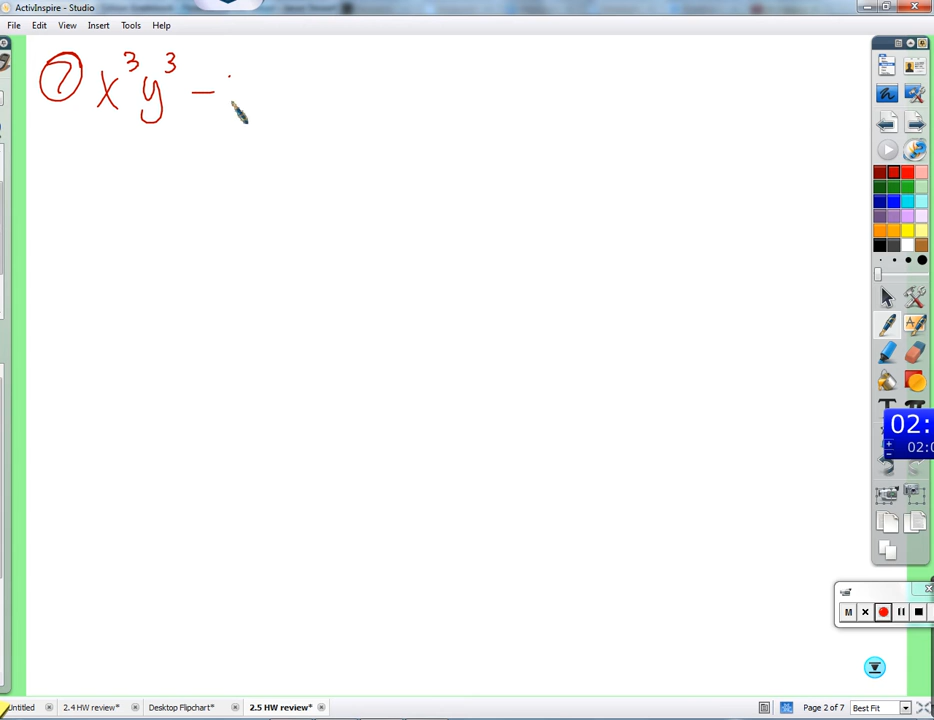 ActivInspire - Studio
File Edit View Insert Tools Help
⑦ x³y³ -
02:
02:0
M
Untitled 2.4 HW review* Desktop Flipchart* 2.5 HW review* Page 2 of 7 Best Fit